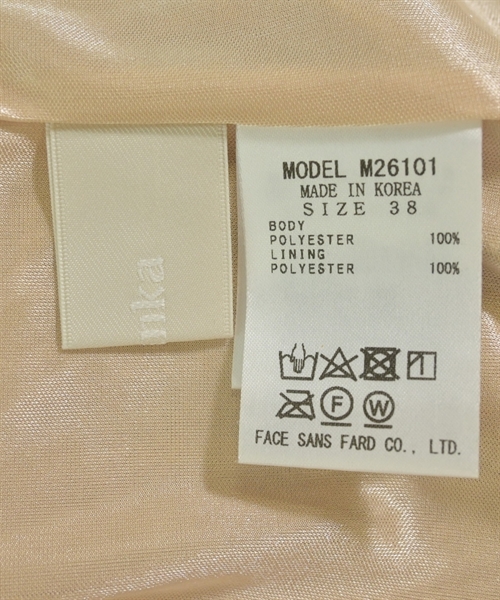 MODEL M26101
MADE IN KOREA
SIZE 38
BODY
POLYESTER 100%
LINING
POLYESTER 100%
F W
FACE SANS FARD CO., LTD.